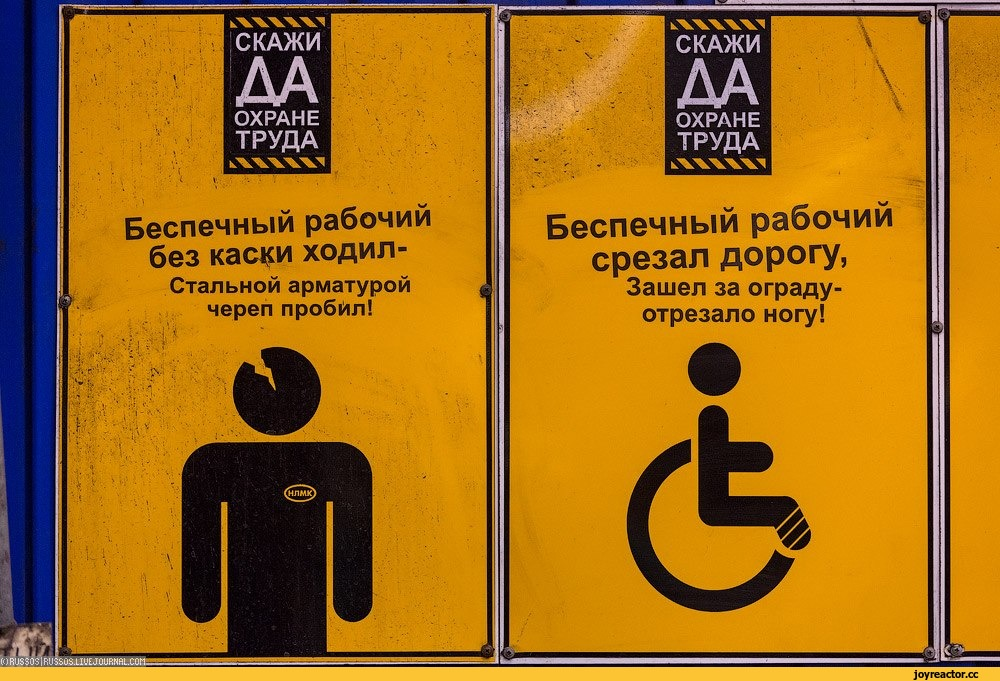 СКАЖИ
ДА
ОХРАНЕ
ТРУДА
Беспечный рабочий
без каски ходил-
Стальной арматурой
череп пробил!
НЛМК
СКАЖИ
ДА
ОХРАНЕ
ТРУДА
Беспечный рабочий
срезал дорогу,
Зашел за ограду-
отрезало ногу!
©RUSSOS|RUSSOS.LIVEJOURNAL.COM
joyreactor.cc